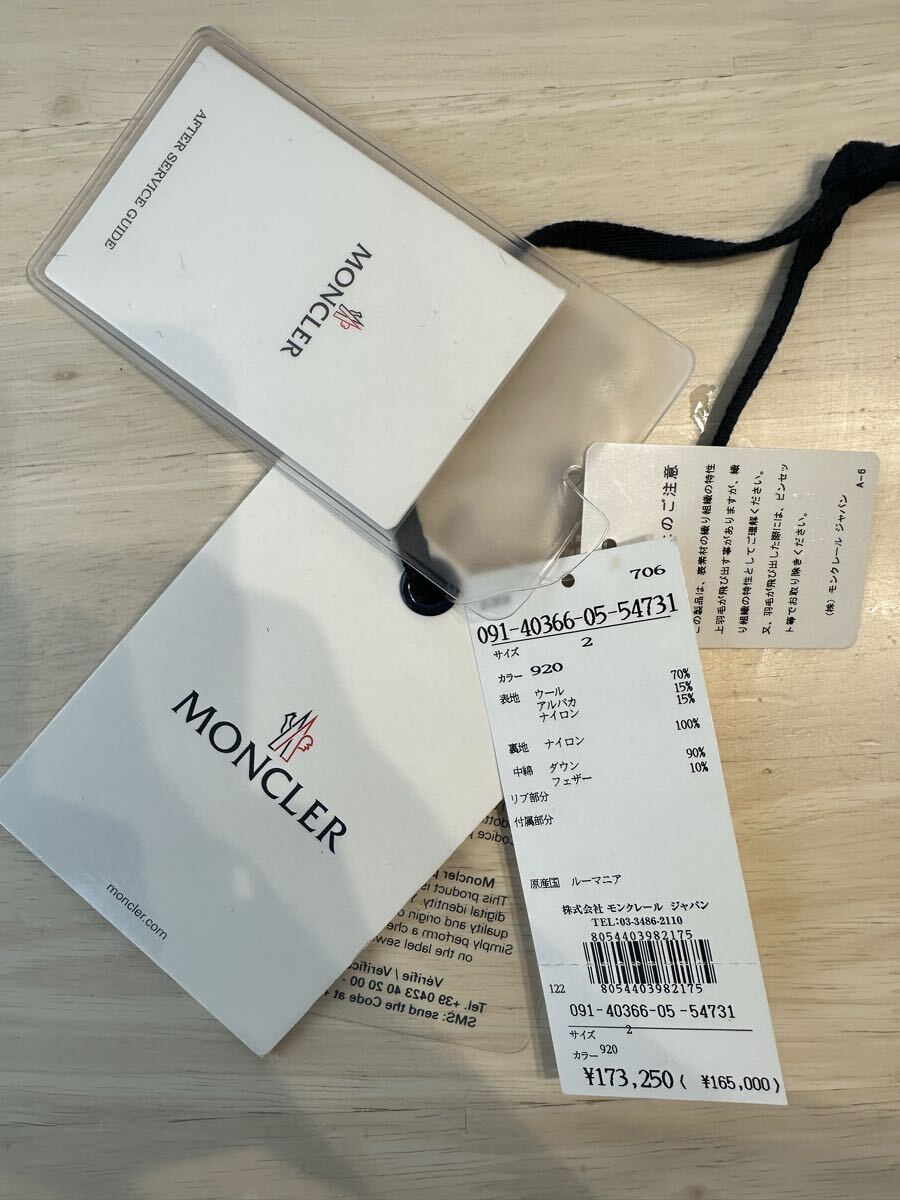 AFTER SERVICE GUIDE
MONCLER
MONCLER
moncler.com
のご注意
この製品は、表素材の織り組織の特性
上羽毛が飛び出す事がありますが、織
り組織の特性としてご理解ください。
又、羽毛が飛び出した際には、ピンセッ
ト等でお取り除きください。
(株) モンクレール ジャパン
A-6
706
091-40366-05-54731
サイズ 2
カラー 920
表地 ウール 70%
アルパカ 15%
ナイロン 15%
裏地 ナイロン 100%
中綿 ダウン 90%
フェザー 10%
リブ部分
付属部分
原産国 ルーマニア
株式会社 モンクレール ジャパン
TEL:03-3486-2110
8054403982175
122 8054403982175
091-40366-05-54731
サイズ 2
カラー 920
¥173,250 ( ¥165,000)
Codice
Moncler
This product is
digital identity.
quality and origin
Simply perform a che
on the label sew
Vérifie / Verific
Tel. +39 0423 40 20 00 -
SMS: send the Code at +